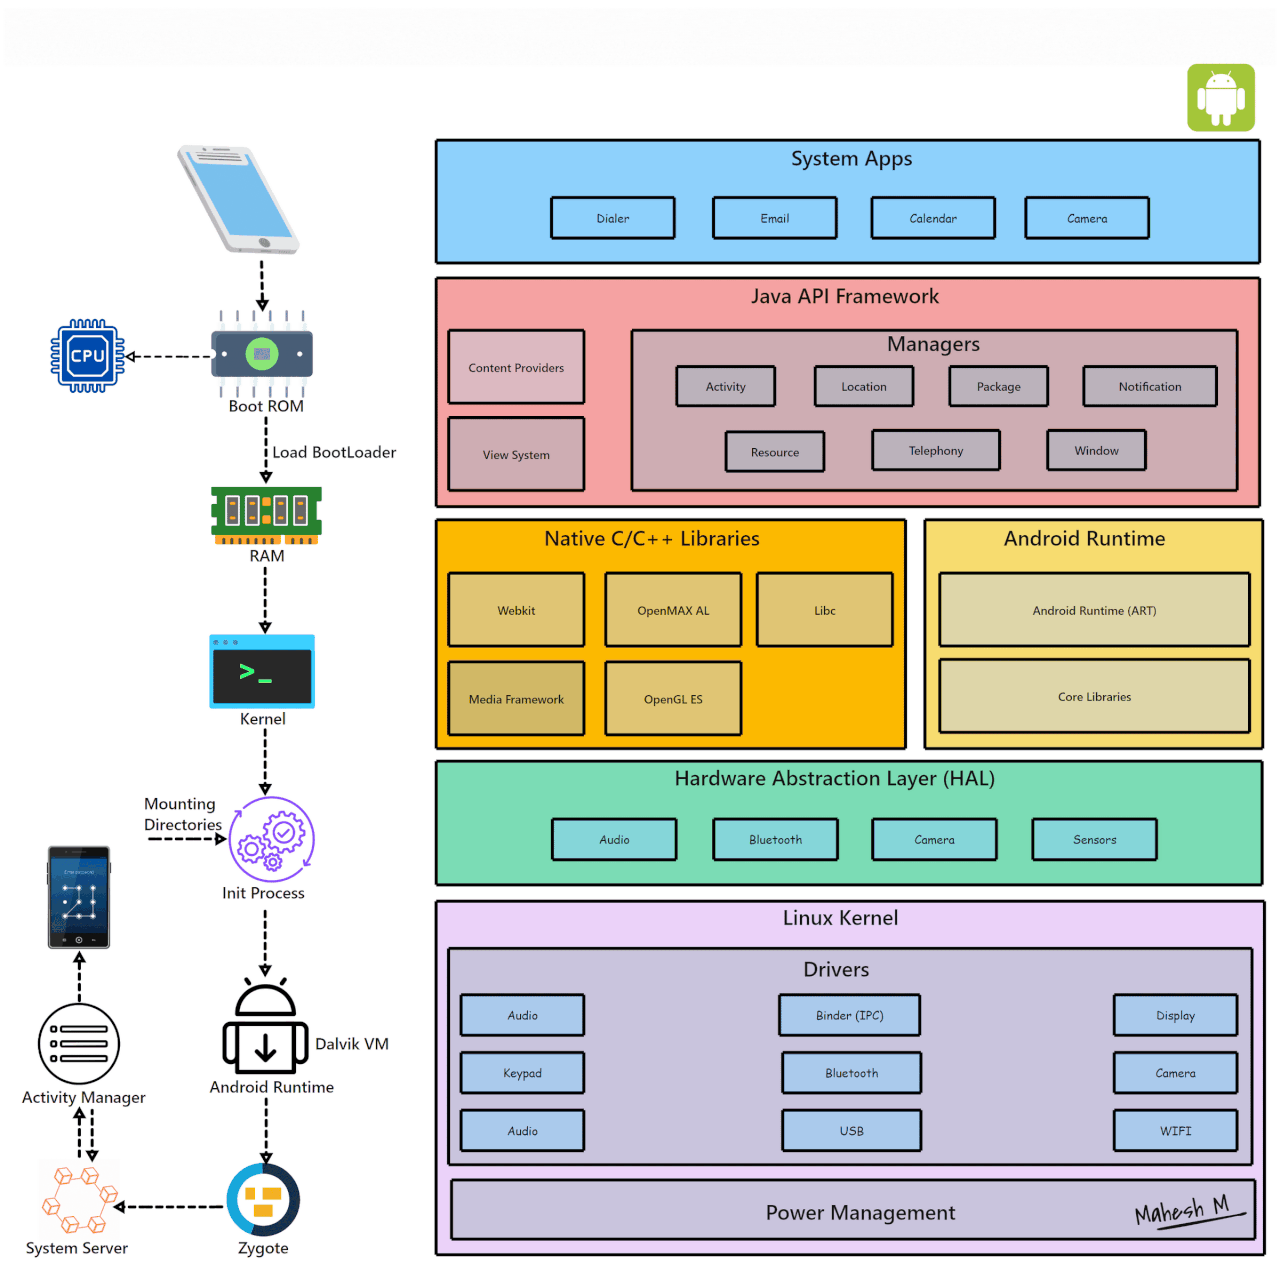 CPU
Boot ROM
Load BootLoader
RAM
>_
Kernel
Mounting
Directories
Init Process
Dalvik VM
Android Runtime
Activity Manager
System Server
Zygote
System Apps
Dialer
Email
Calendar
Camera
Java API Framework
Content Providers
View System
Managers
Activity
Location
Package
Notification
Resource
Telephony
Window
Native C/C++ Libraries
Webkit
OpenMAX AL
Libc
Media Framework
OpenGL ES
Android Runtime
Android Runtime (ART)
Core Libraries
Hardware Abstraction Layer (HAL)
Audio
Bluetooth
Camera
Sensors
Linux Kernel
Drivers
Audio
Binder (IPC)
Display
Keypad
Bluetooth
Camera
Audio
USB
WIFI
Power Management
Mahesh M